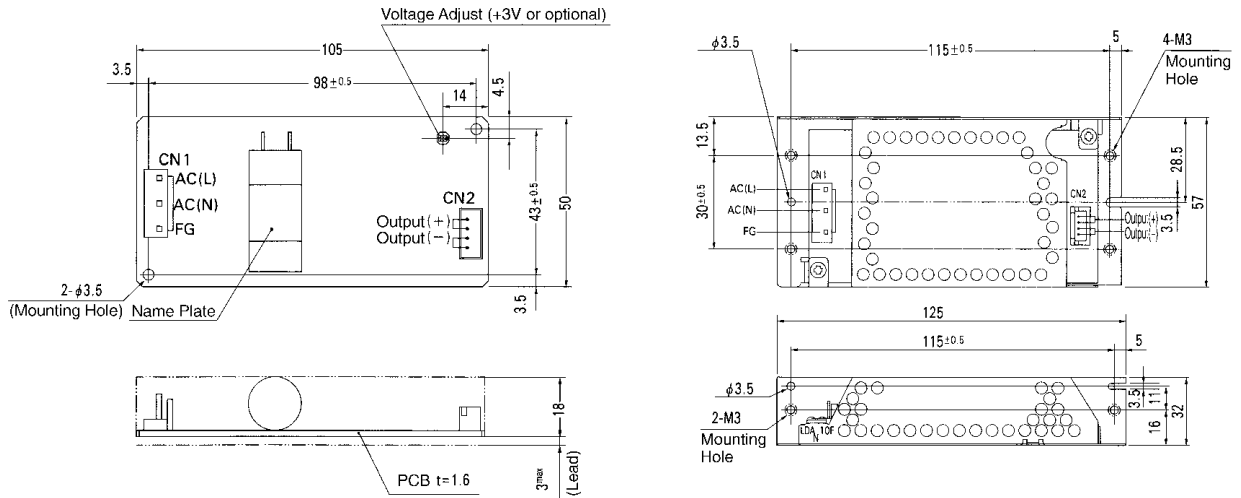 Voltage Adjust (+3V or optional)
105
3.5
98±0.5
14
4.5
CN1
AC(L)
AC(N)
FG
CN2
Output(+)
Output(−)
43±0.5
50
3.5
2-φ3.5
(Mounting Hole)
Name Plate
18
3max
(Lead)
PCB t=1.6
φ3.5
115±0.5
5
4-M3
Mounting
Hole
13.5
30±0.5
CN1
AC(L)
AC(N)
FG
CN2
Output(+)
Output(−)
28.5
3.5
57
125
115±0.5
5
φ3.5
2-M3
Mounting
Hole
LDA 10F
N
3.5
11
16
32